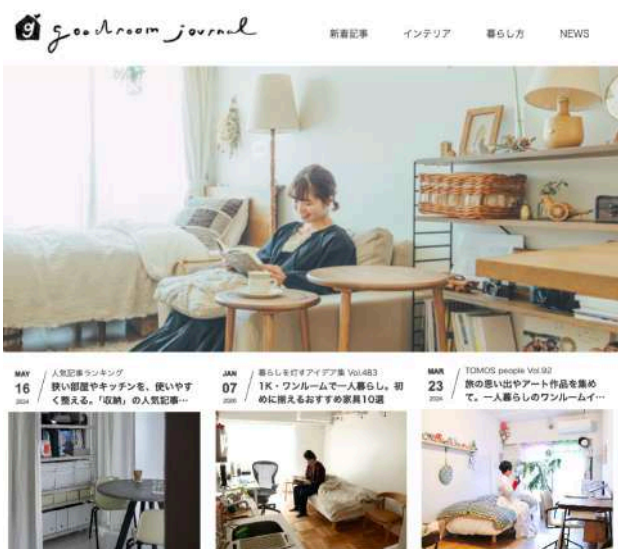 g goodroom journal
新着記事 インテリア 暮らし方 NEWS
MAY
16
2024
人気記事ランキング
狭い部屋やキッチンを、使いやす
く整える。「収納」の人気記事…
JAN
07
2020
暮らしを灯すアイデア集 Vol.483
1K・ワンルームで一人暮らし。初
めに揃えるおすすめ家具10選
MAR
23
2024
TOMOS people Vol.92
旅の思い出やアート作品を集め
て。一人暮らしのワンルームイ…